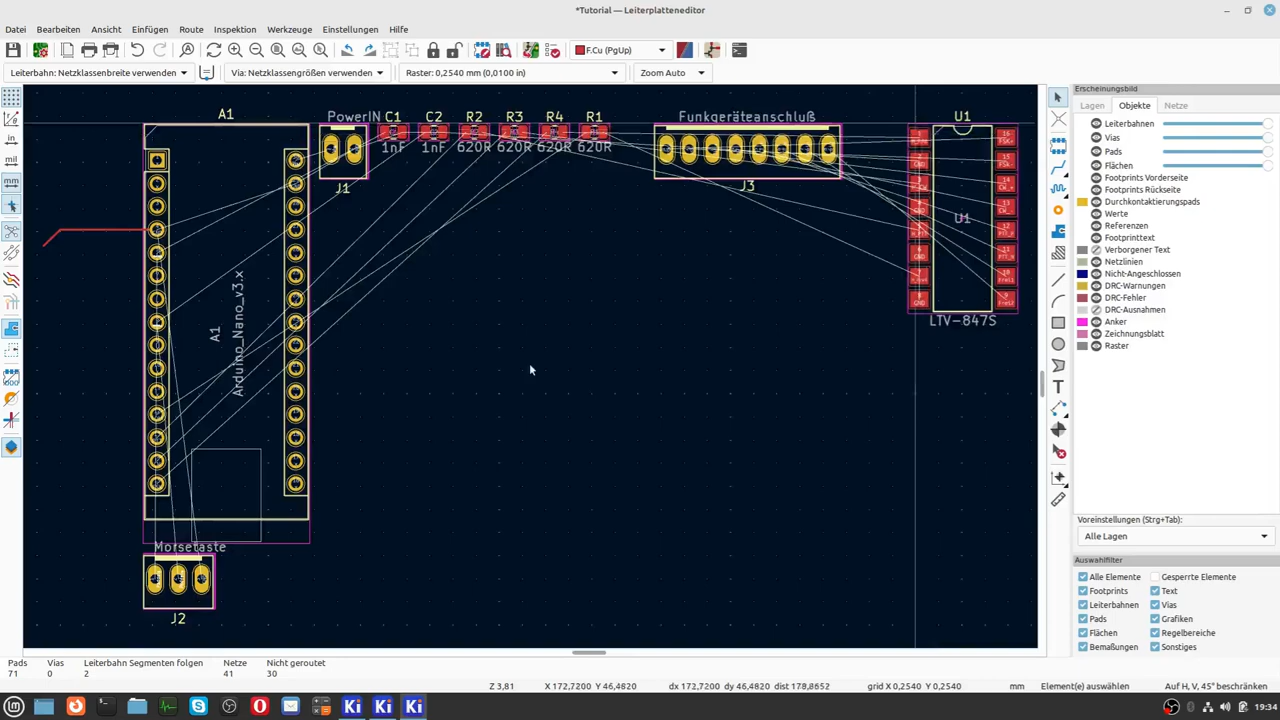 *Tutorial — Leiterplatteneditor
Datei Bearbeiten Ansicht Einfügen Route Inspektion Werkzeuge Einstellungen Hilfe
F.Cu (PgUp)
Leiterbahn: Netzklassenbreite verwenden Via: Netzklassengrößen verwenden Raster: 0,2540 mm (0,0100 in) Zoom Auto
in
mil
mm
A1 PowerIN C1 C2 R2 R3 R4 R1 Funkgeräteanschluß U1
1nF 1nF 620R 620R 620R 620R
J1 J3
U1
A1
Arduino_Nano_v3.x
LTV-847S
Morsetaste
J2
Erscheinungsbild
Lagen Objekte Netze
Leiterbahnen
Vias
Pads
Flächen
Footprints Vorderseite
Footprints Rückseite
Durchkontaktierungspads
Werte
Referenzen
Footprinttext
Verborgener Text
Netzlinien
Nicht-Angeschlossen
DRC-Warnungen
DRC-Fehler
DRC-Ausnahmen
Anker
Zeichnungsblatt
Raster
Voreinstellungen (Strg+Tab):
Alle Lagen
Auswahlfilter
Alle Elemente Gesperrte Elemente
Footprints Text
Leiterbahnen Vias
Pads Grafiken
Flächen Regelbereiche
Bemaßungen Sonstiges
Pads Vias Leiterbahn Segmenten folgen Netze Nicht geroutet
71 0 2 41 30
Z 3,81 X 172,7200 Y 46,4820 dx 172,7200 dy 46,4820 dist 178,8652 grid X 0,2540 Y 0,2540 mm Element(e) auswählen Auf H, V, 45° beschränken
19:34